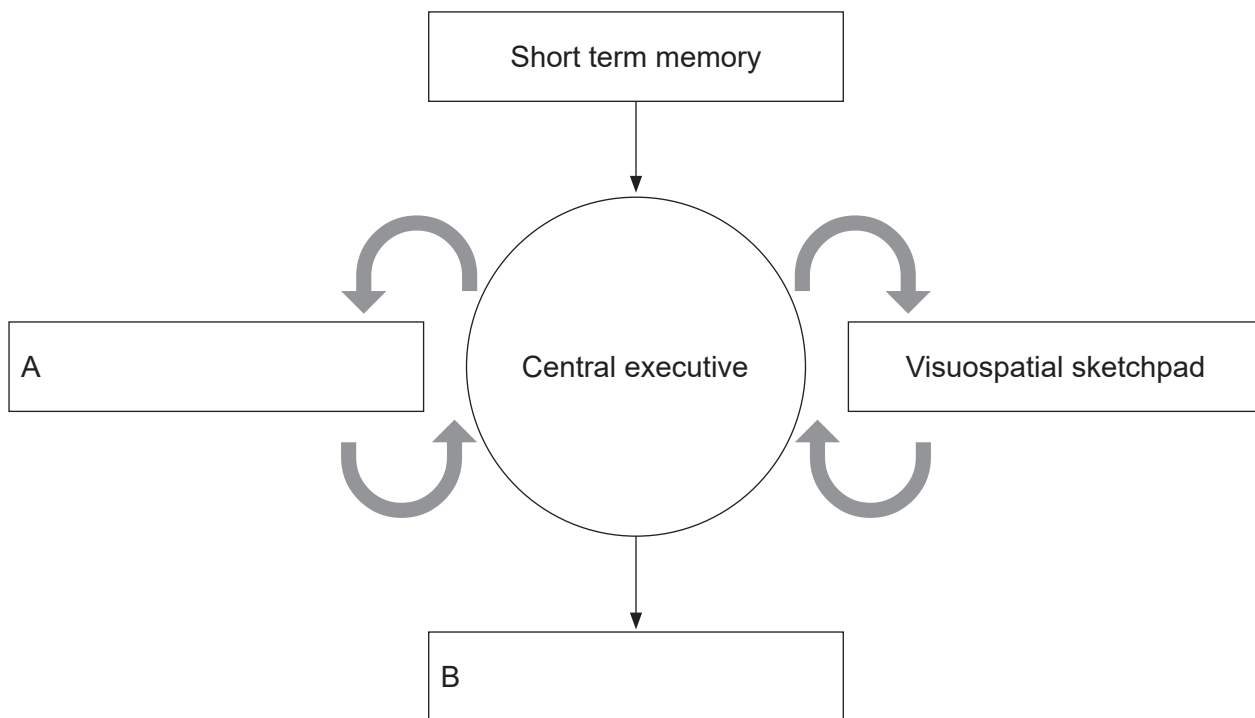 Short term memory
A
Central executive
Visuospatial sketchpad
B